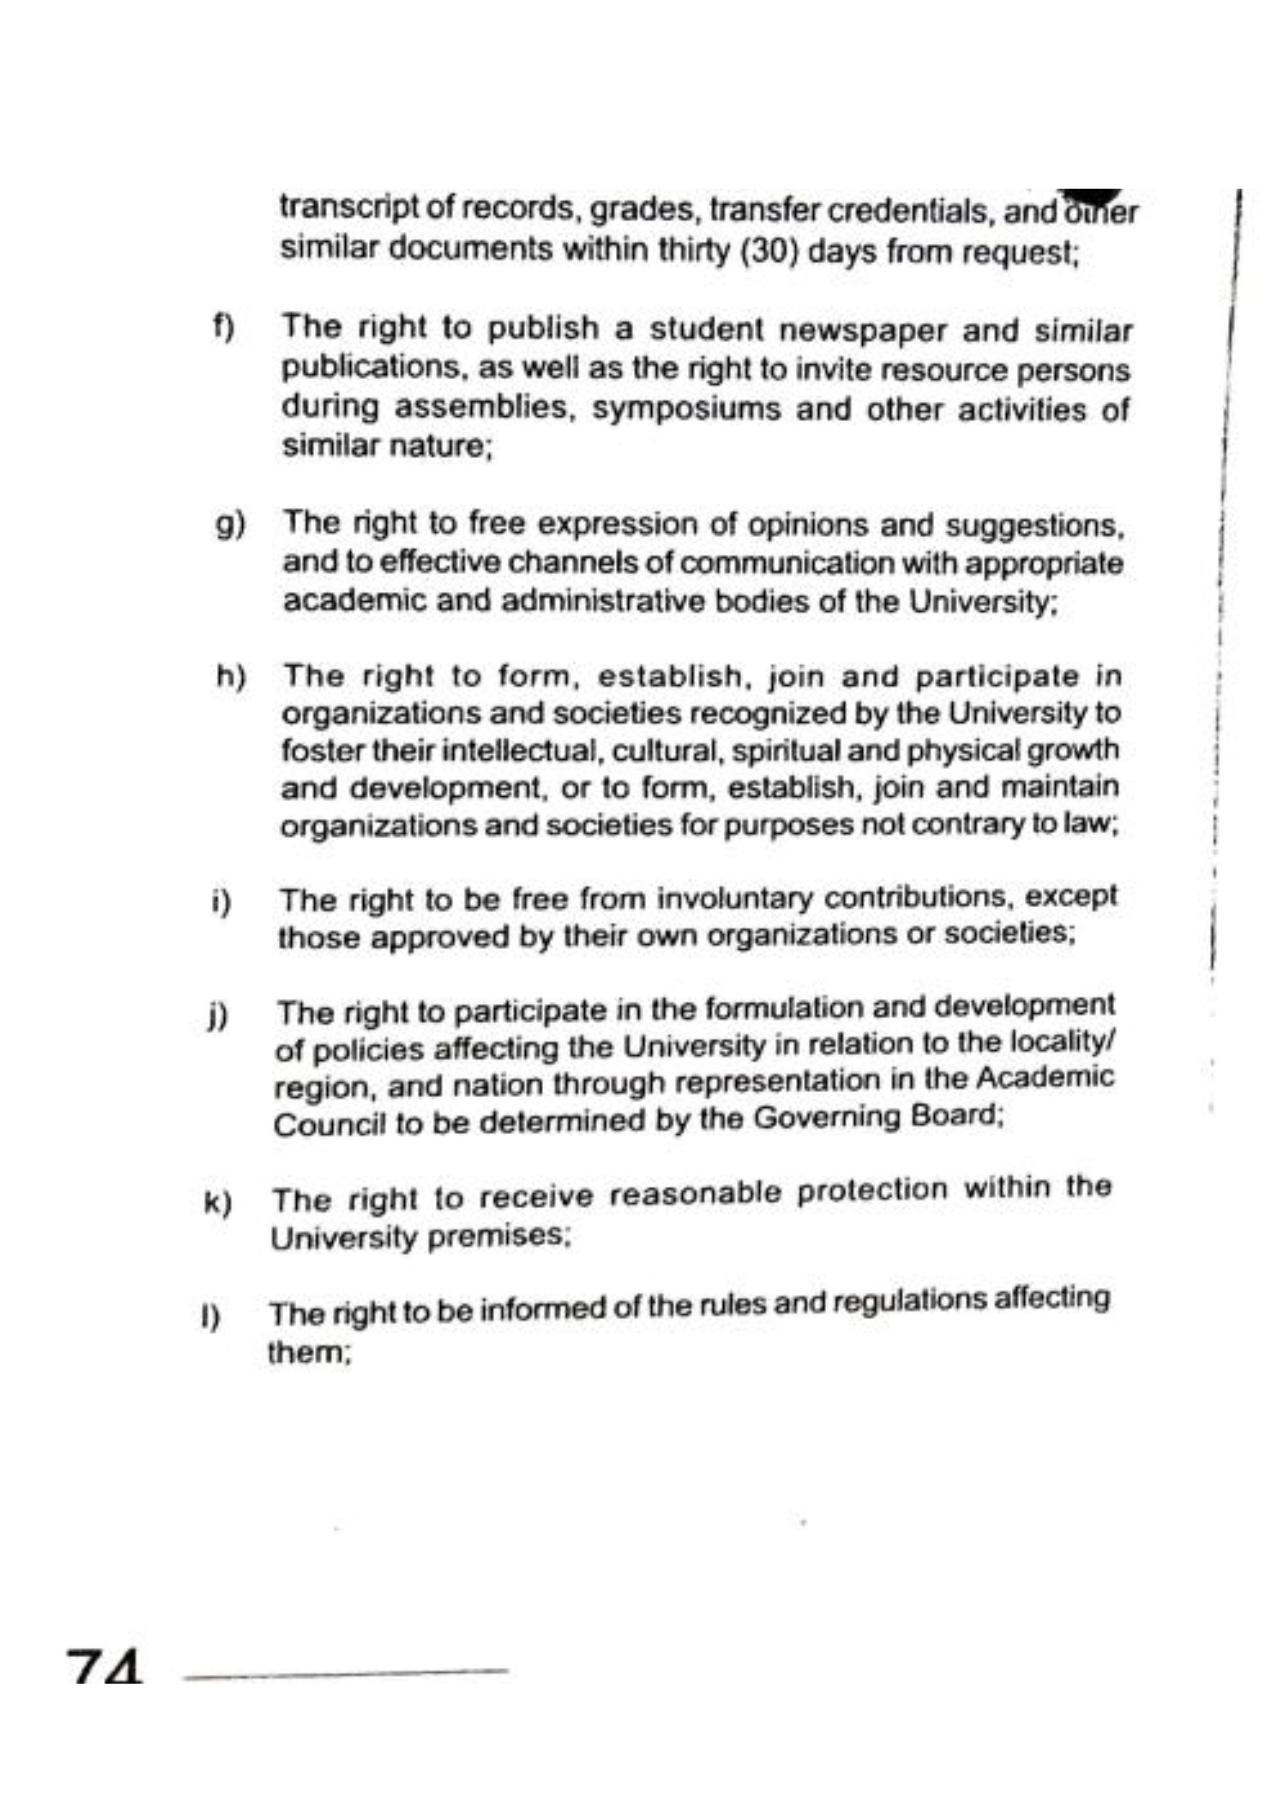 transcript of records, grades, transfer credentials, and other
similar documents within thirty (30) days from request;
f) The right to publish a student newspaper and similar
publications, as well as the right to invite resource persons
during assemblies, symposiums and other activities of
similar nature;
g) The right to free expression of opinions and suggestions,
and to effective channels of communication with appropriate
academic and administrative bodies of the University;
h) The right to form, establish, join and participate in
organizations and societies recognized by the University to
foster their intellectual, cultural, spiritual and physical growth
and development, or to form, establish, join and maintain
organizations and societies for purposes not contrary to law;
i) The right to be free from involuntary contributions, except
those approved by their own organizations or societies;
j) The right to participate in the formulation and development
of policies affecting the University in relation to the locality/
region, and nation through representation in the Academic
Council to be determined by the Governing Board;
k) The right to receive reasonable protection within the
University premises;
l) The right to be informed of the rules and regulations affecting
them;
74